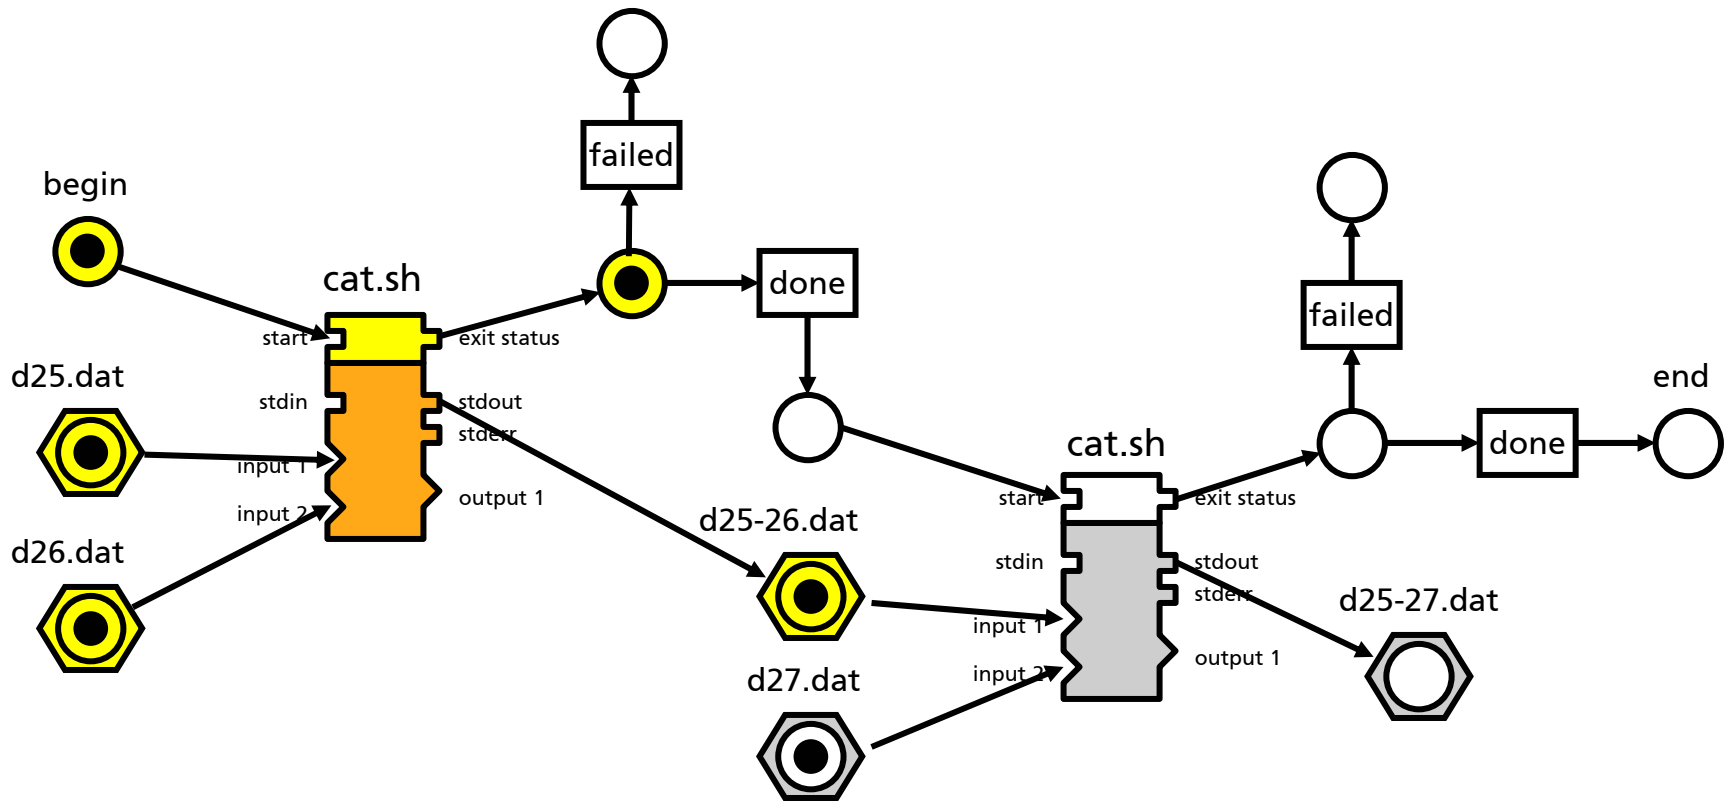 begin
failed
cat.sh
start
exit status
done
d25.dat
stdin
stdout
stderr
input 1
input 2
output 1
d26.dat
failed
end
cat.sh
done
start
exit status
d25-26.dat
stdin
stdout
stderr
input 1
input 2
output 1
d27.dat
d25-27.dat